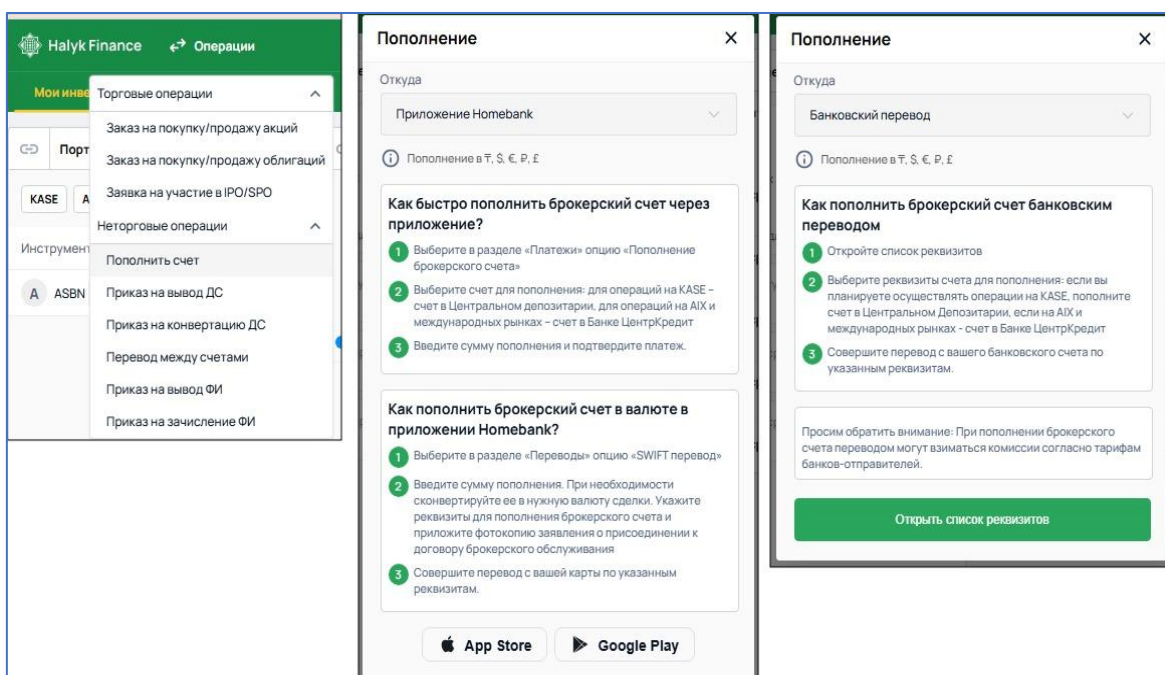 Halyk Finance
Операции
Мои инве
Торговые операции
Заказ на покупку/продажу акций
Порт
Заказ на покупку/продажу облигаций
KASE
A
Заявка на участие в IPO/SPO
Неторговые операции
Инструмент
Пополнить счет
A ASBN
Приказ на вывод ДС
Приказ на конвертацию ДС
Перевод между счетами
Приказ на вывод ФИ
Приказ на зачисление ФИ
Пополнение
Откуда
Приложение Homebank
Пополнение в ₸, $, €, ₽, £
Как быстро пополнить брокерский счет через
приложение?
1 Выберите в разделе «Платежи» опцию «Пополнение
брокерского счета»
2 Выберите счет для пополнения: для операций на KASE –
счет в Центральном депозитарии, для операций на AIX и
международных рынках – счет в Банке ЦентрКредит
3 Введите сумму пополнения и подтвердите платеж.
Как пополнить брокерский счет в валюте в
приложении Homebank?
1 Выберите в разделе «Переводы» опцию «SWIFT перевод»
2 Введите сумму пополнения. При необходимости
сконвертируйте ее в нужную валюту сделки. Укажите
реквизиты для пополнения брокерского счета и
приложите фотокопию заявления о присоединении к
договору брокерского обслуживания
3 Совершите перевод с вашей карты по указанным
реквизитам.
App Store
Google Play
Пополнение
Откуда
Банковский перевод
Пополнение в ₸, $, €, ₽, £
Как пополнить брокерский счет банковским
переводом
1 Откройте список реквизитов
2 Выберите реквизиты счета для пополнения: если вы
планируете осуществлять операции на KASE, пополните
счет в Центральном Депозитарии, если на AIX и
международных рынках - счет в Банке ЦентрКредит
3 Совершите перевод с вашего банковского счета по
указанным реквизитам.
Просим обратить внимание: При пополнении брокерского
счета переводом могут взиматься комиссии согласно тарифам
банков-отправителей.
Открыть список реквизитов